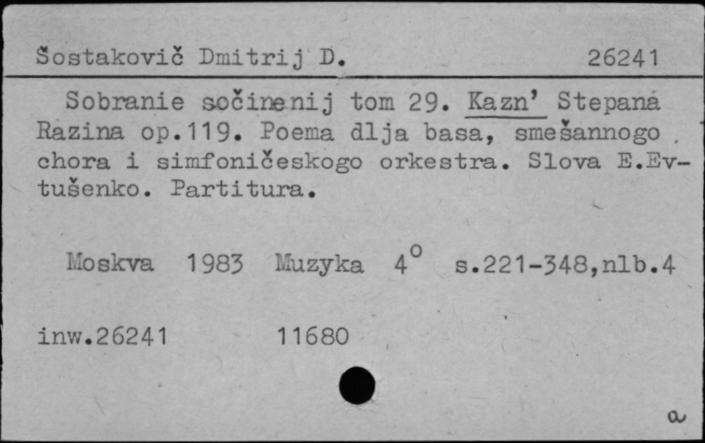 Šostakovič Dmitrij D. 26241
Sobranie sočinenij tom 29. Kazn' Stepana
Razina op.119. Poema dlja basa, smešannogo
chora i simfoničeskogo orkestra. Slova E.Ev-
tušenko. Partitura.
Moskva 1983 Muzyka 4° s.221-348,nlb.4
inw.26241 11680
a